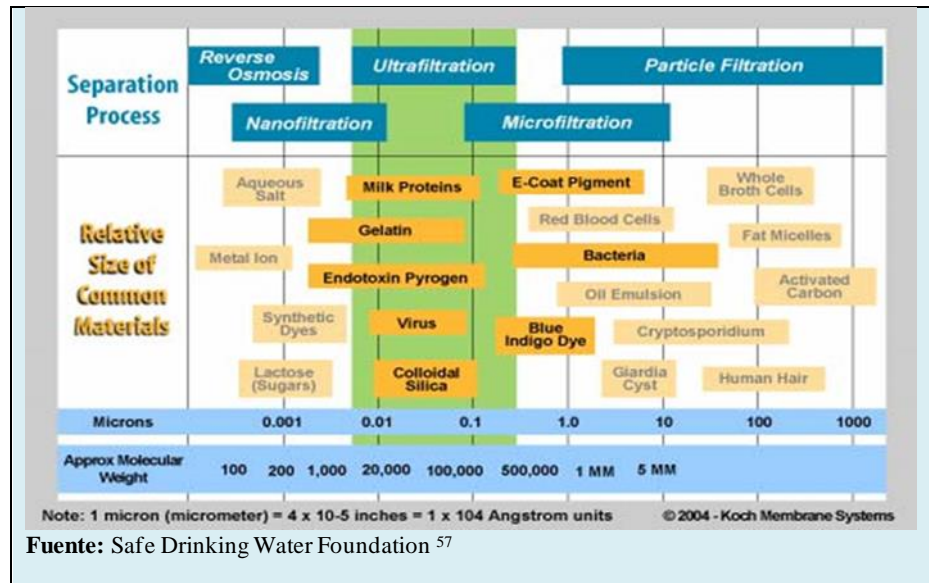 Separation
Process
Reverse
Osmosis
Ultrafiltration
Particle Filtration
Nanofiltration
Microfiltration
Relative
Size of
Common
Materials
Aqueous
Salt
Milk Proteins
E-Coat Pigment
Whole
Broth Cells
Gelatin
Red Blood Cells
Fat Micelles
Metal Ion
Bacteria
Endotoxin Pyrogen
Oil Emulsion
Activated
Carbon
Synthetic
Dyes
Virus
Blue
Indigo Dye
Cryptosporidium
Lactose
(Sugars)
Colloidal
Silica
Giardia
Cyst
Human Hair
Microns 0.001 0.01 0.1 1.0 10 100 1000
Approx Molecular
Weight
100 200 1,000 20,000 100,000 500,000 1 MM 5 MM
Note: 1 micron (micrometer) = 4 x 10-5 inches = 1 x 104 Angstrom units © 2004 - Koch Membrane Systems
Fuente: Safe Drinking Water Foundation 57